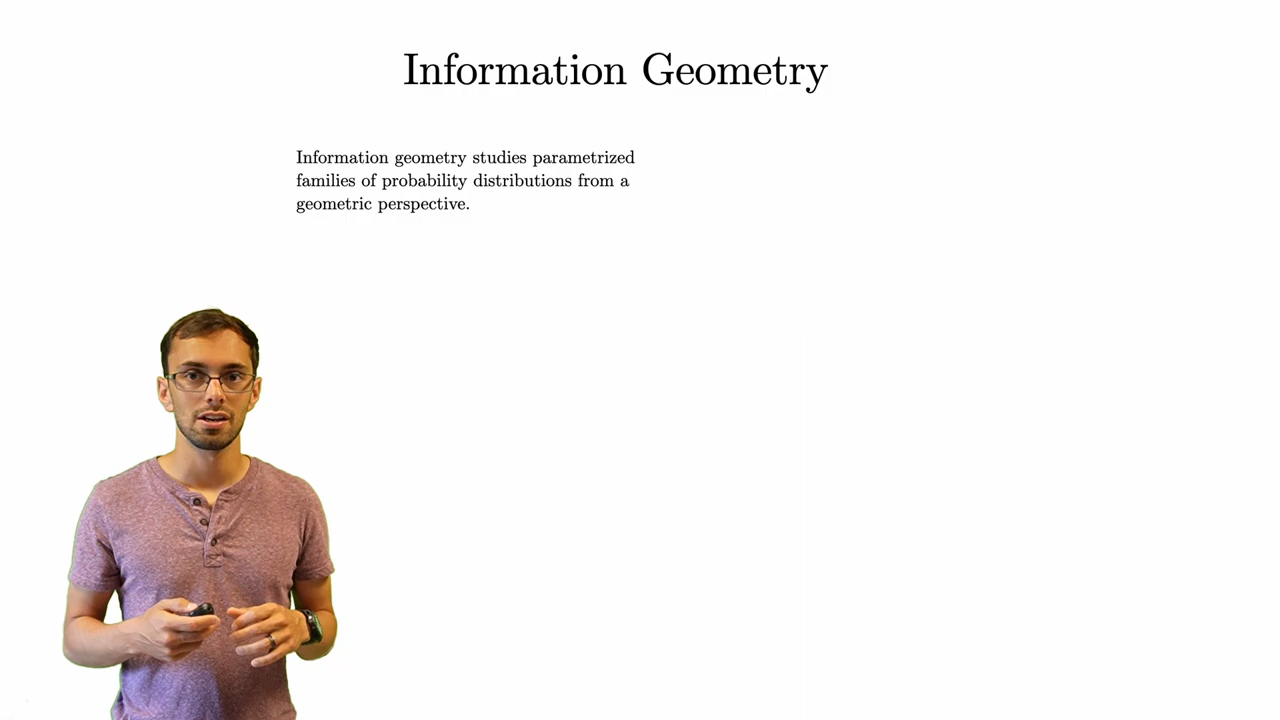 Information Geometry
Information geometry studies parametrized
families of probability distributions from a
geometric perspective.